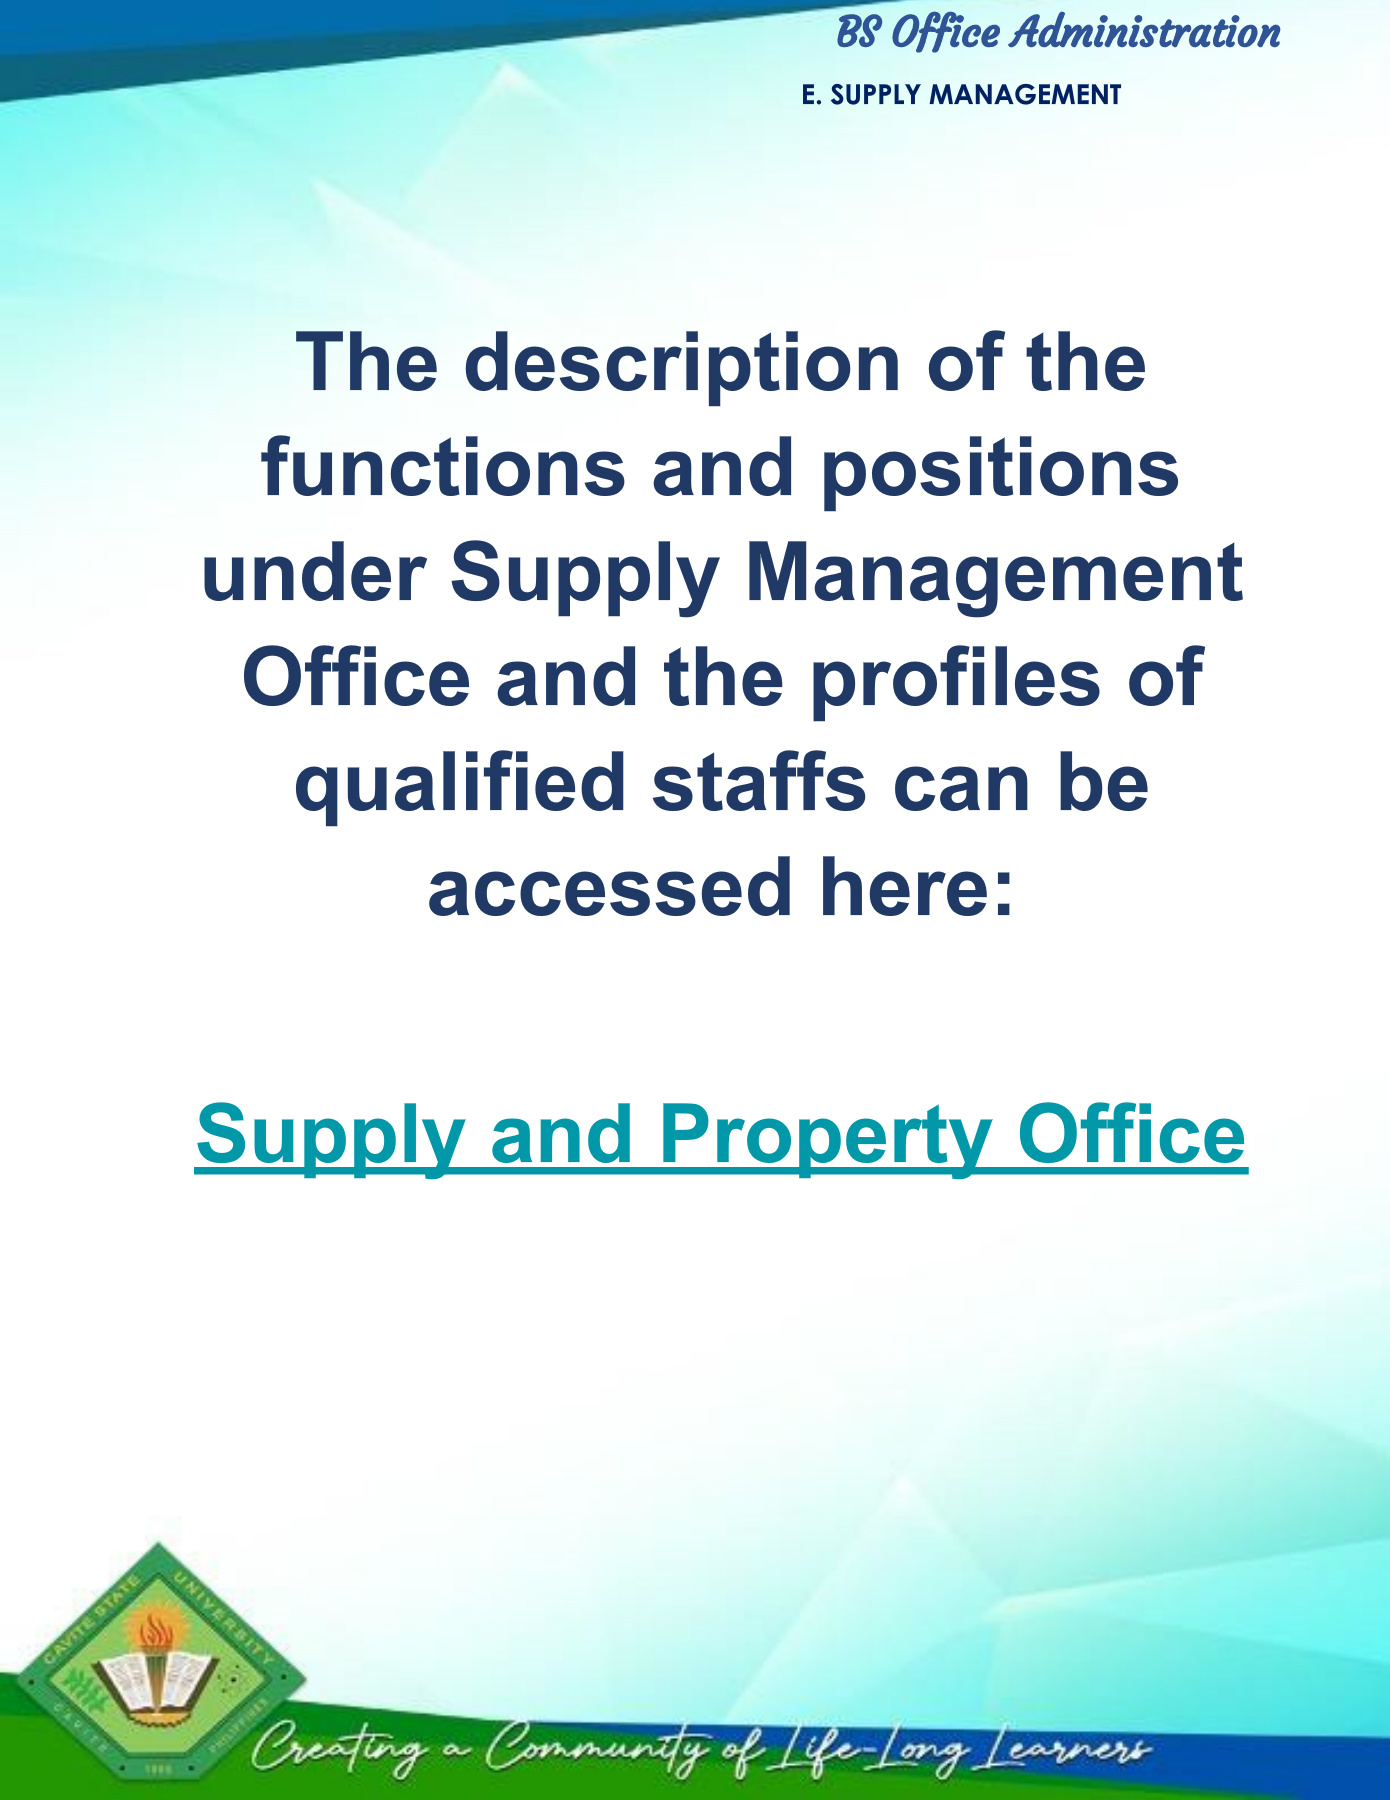 BS Office Administration
E. SUPPLY MANAGEMENT
The description of the
functions and positions
under Supply Management
Office and the profiles of
qualified staffs can be
accessed here:
Supply and Property Office
CAVITE STATE UNIVERSITY
CAVITE
PHILIPPINES
1906
Creating a Community of Life-Long Learners